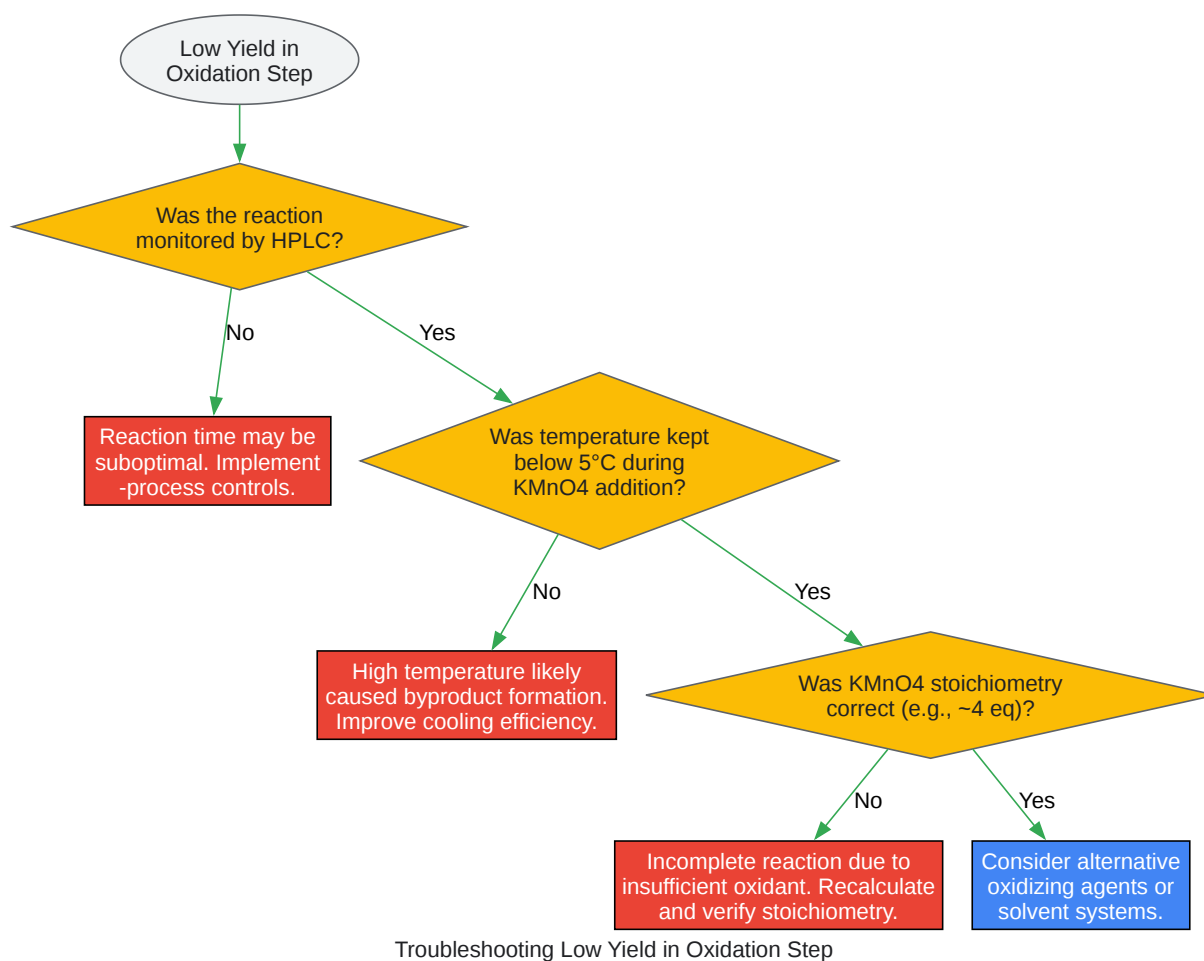 Low Yield in
Oxidation Step
Was the reaction
monitored by HPLC?
No
Yes
Reaction time may be
suboptimal. Implement
-process controls.
Was temperature kept
below 5°C during
KMnO4 addition?
No
Yes
High temperature likely
caused byproduct formation.
Improve cooling efficiency.
Was KMnO4 stoichiometry
correct (e.g., ~4 eq)?
No
Yes
Incomplete reaction due to
insufficient oxidant. Recalculate
and verify stoichiometry.
Consider alternative
oxidizing agents or
solvent systems.
Troubleshooting Low Yield in Oxidation Step